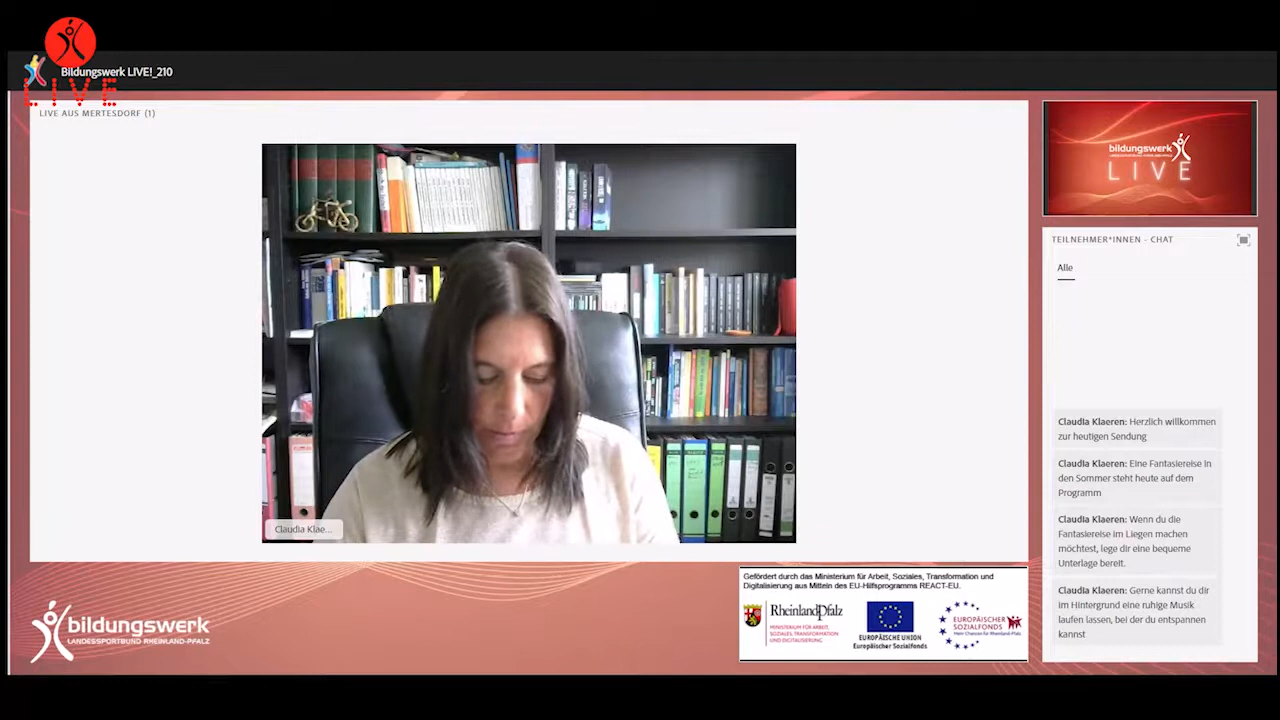 Bildungswerk LIVE!_210
LIVE
LIVE AUS MERTESDORF (1)
bildungswerk
LIVE
TEILNEHMER*INNEN - CHAT
Alle
Claudia Klaeren: Herzlich willkommen
zur heutigen Sendung
Claudia Klaeren: Eine Fantasiereise in
den Sommer steht heute auf dem
Programm
Claudia Klaeren: Wenn du die
Fantasiereise im Liegen machen
möchtest, lege dir eine bequeme
Unterlage bereit.
Claudia Klaeren: Gerne kannst du dir
im Hintergrund eine ruhige Musik
laufen lassen, bei der du entspannen
kannst
Claudia Klae...
Gefördert durch das Ministerium für Arbeit, Soziales, Transformation und
Digitalisierung aus Mitteln des EU-Hilfsprogramms REACT-EU.
RheinlandPfalz
MINISTERIUM FÜR ARBEIT,
SOZIALES, TRANSFORMATION
UND DIGITALISIERUNG
EUROPÄISCHE UNION
Europäischer Sozialfonds
EUROPÄISCHER
SOZIALFONDS
Mehr Chancen für Rheinland-Pfalz
bildungswerk
LANDESSPORTBUND RHEINLAND-PFALZ